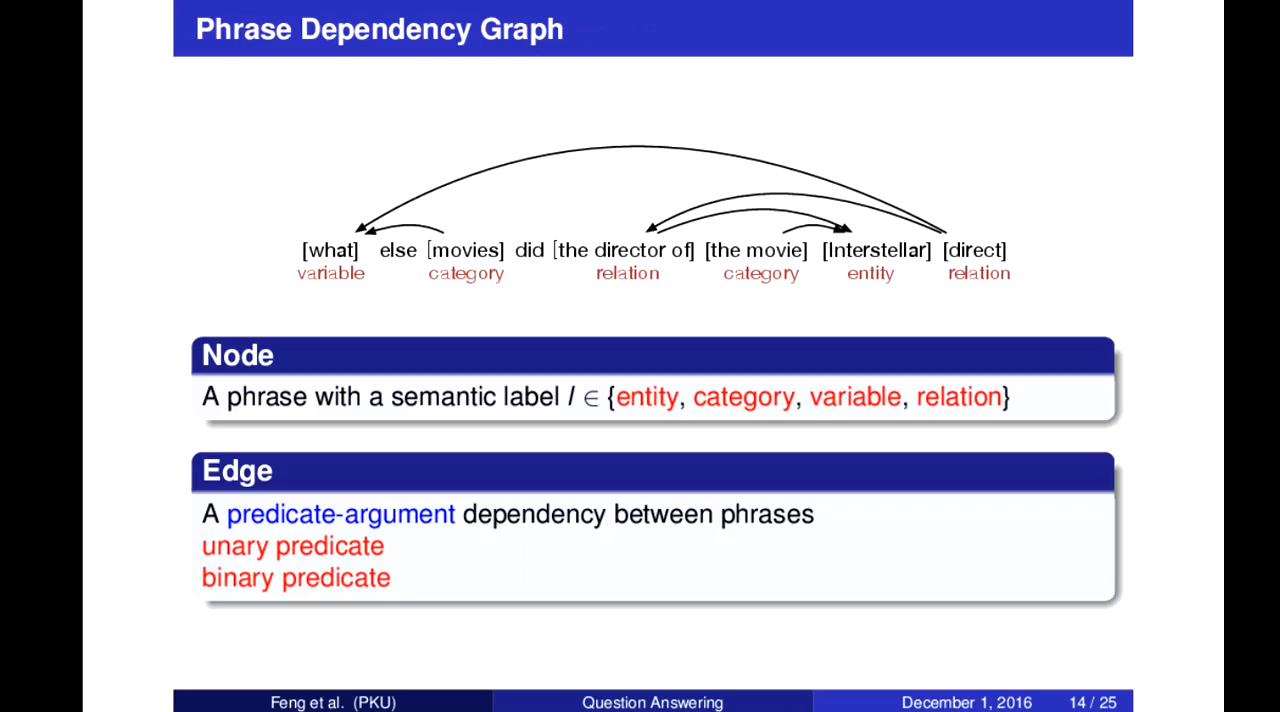 Phrase Dependency Graph
[what] else [movies] did [the director of] [the movie] [Interstellar] [direct]
variable category relation category entity relation
Node
A phrase with a semantic label l ∈ {entity, category, variable, relation}
Edge
A predicate-argument dependency between phrases
unary predicate
binary predicate
Feng et al. (PKU) Question Answering December 1, 2016 14 / 25